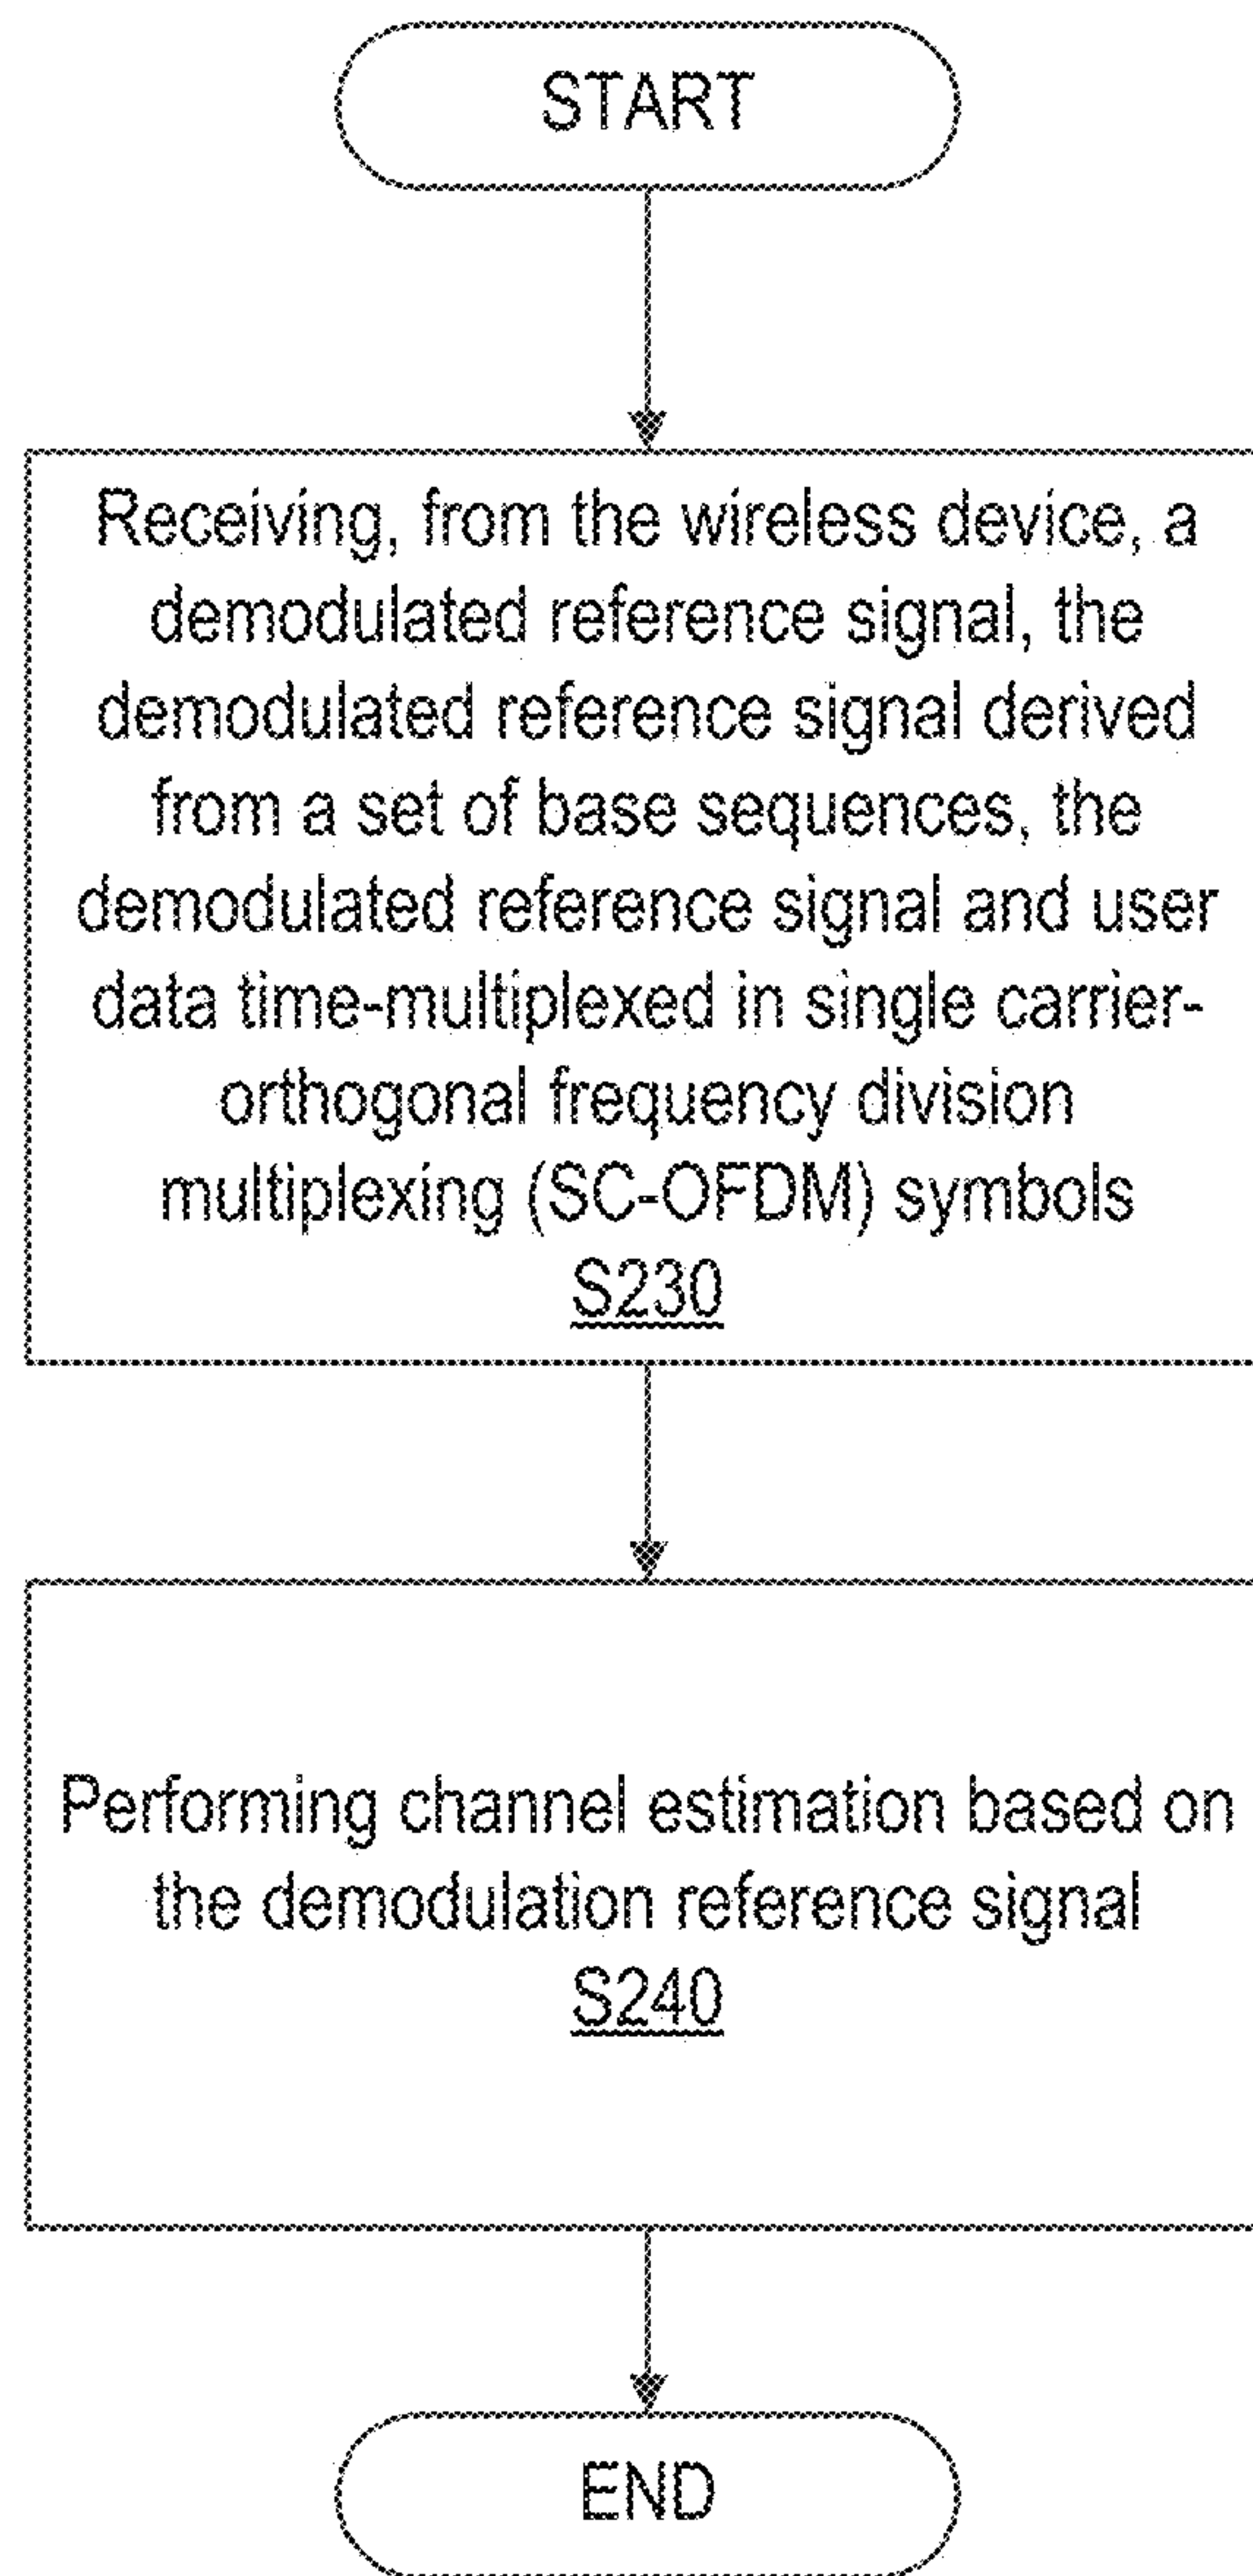 START
Receiving, from the wireless device, a
demodulated reference signal, the
demodulated reference signal derived
from a set of base sequences, the
demodulated reference signal and user
data time-multiplexed in single carrier-
orthogonal frequency division
multiplexing (SC-OFDM) symbols
S230
Performing channel estimation based on
the demodulation reference signal
S240
END